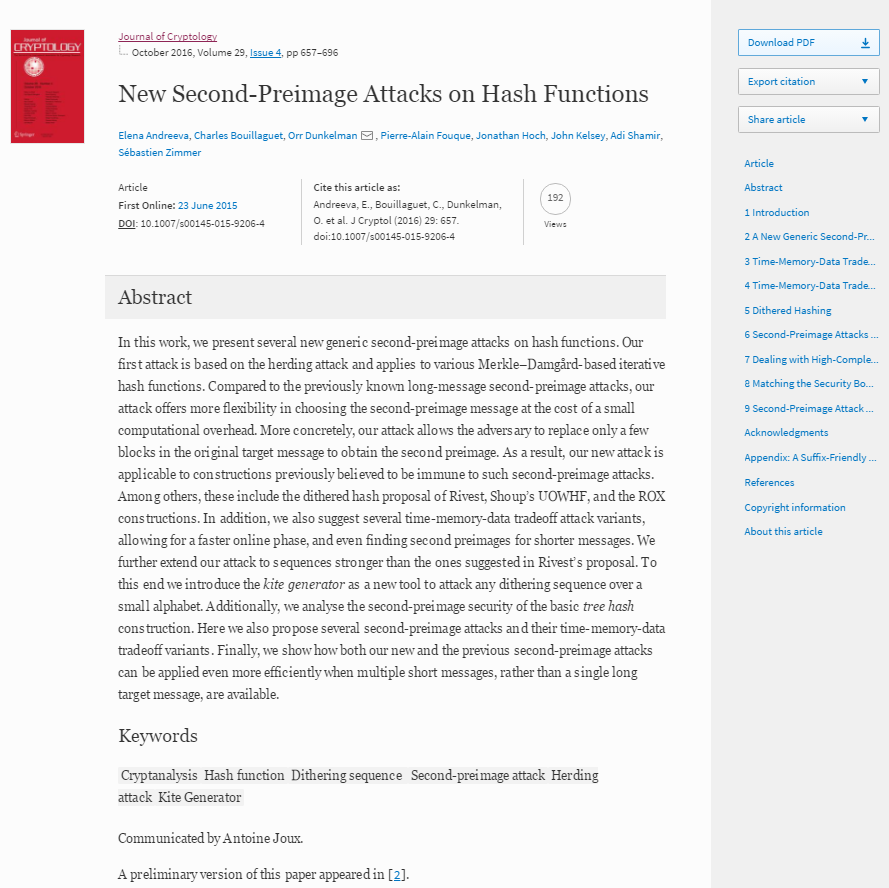 Journal of
CRYPTOLOGY
Journal of Cryptology
October 2016, Volume 29, Issue 4, pp 657–696
New Second-Preimage Attacks on Hash Functions
Elena Andreeva, Charles Bouillaguet, Orr Dunkelman , Pierre-Alain Fouque, Jonathan Hoch, John Kelsey, Adi Shamir,
Sébastien Zimmer
Article
First Online: 23 June 2015
DOI: 10.1007/s00145-015-9206-4
Cite this article as:
Andreeva, E., Bouillaguet, C., Dunkelman,
O. et al. J Cryptol (2016) 29: 657.
doi:10.1007/s00145-015-9206-4
192
Views
Abstract
In this work, we present several new generic second-preimage attacks on hash functions. Our
first attack is based on the herding attack and applies to various Merkle–Damgård-based iterative
hash functions. Compared to the previously known long-message second-preimage attacks, our
attack offers more flexibility in choosing the second-preimage message at the cost of a small
computational overhead. More concretely, our attack allows the adversary to replace only a few
blocks in the original target message to obtain the second preimage. As a result, our new attack is
applicable to constructions previously believed to be immune to such second-preimage attacks.
Among others, these include the dithered hash proposal of Rivest, Shoup's UOWHF, and the ROX
constructions. In addition, we also suggest several time-memory-data tradeoff attack variants,
allowing for a faster online phase, and even finding second preimages for shorter messages. We
further extend our attack to sequences stronger than the ones suggested in Rivest's proposal. To
this end we introduce the kite generator as a new tool to attack any dithering sequence over a
small alphabet. Additionally, we analyse the second-preimage security of the basic tree hash
construction. Here we also propose several second-preimage attacks and their time-memory-data
tradeoff variants. Finally, we show how both our new and the previous second-preimage attacks
can be applied even more efficiently when multiple short messages, rather than a single long
target message, are available.
Keywords
Cryptanalysis Hash function Dithering sequence Second-preimage attack Herding
attack Kite Generator
Communicated by Antoine Joux.
A preliminary version of this paper appeared in [2].
Download PDF
Export citation
Share article
Article
Abstract
1 Introduction
2 A New Generic Second-Pr...
3 Time-Memory-Data Trade...
4 Time-Memory-Data Trade...
5 Dithered Hashing
6 Second-Preimage Attacks ...
7 Dealing with High-Comple...
8 Matching the Security Bo...
9 Second-Preimage Attack ...
Acknowledgments
Appendix: A Suffix-Friendly ...
References
Copyright information
About this article